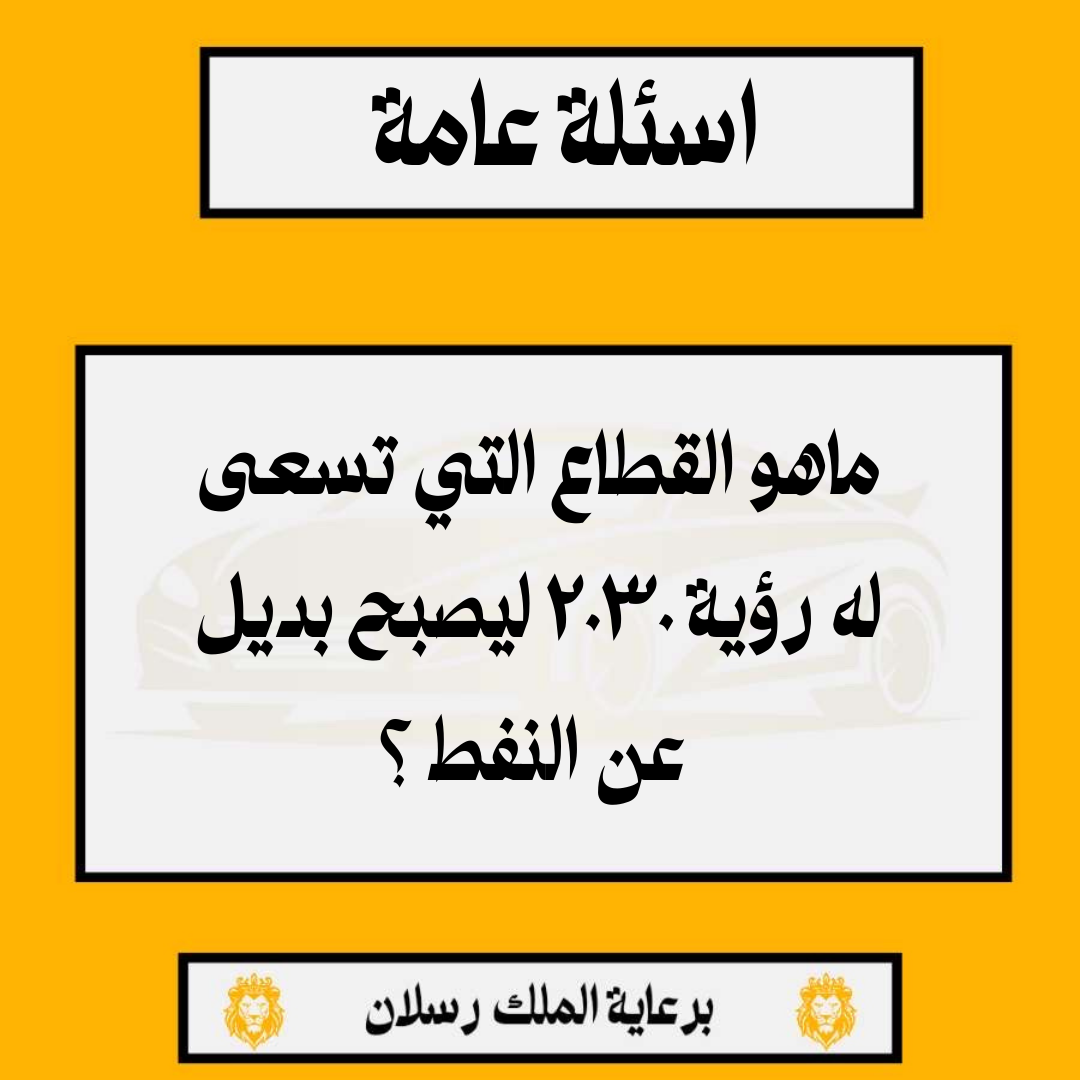 اسئلة عامة
ماهو القطاع التي تسعى
له رؤية ٢٠٣٠ ليصبح بديل
عن النفط ؟
برعاية الملك رسلان